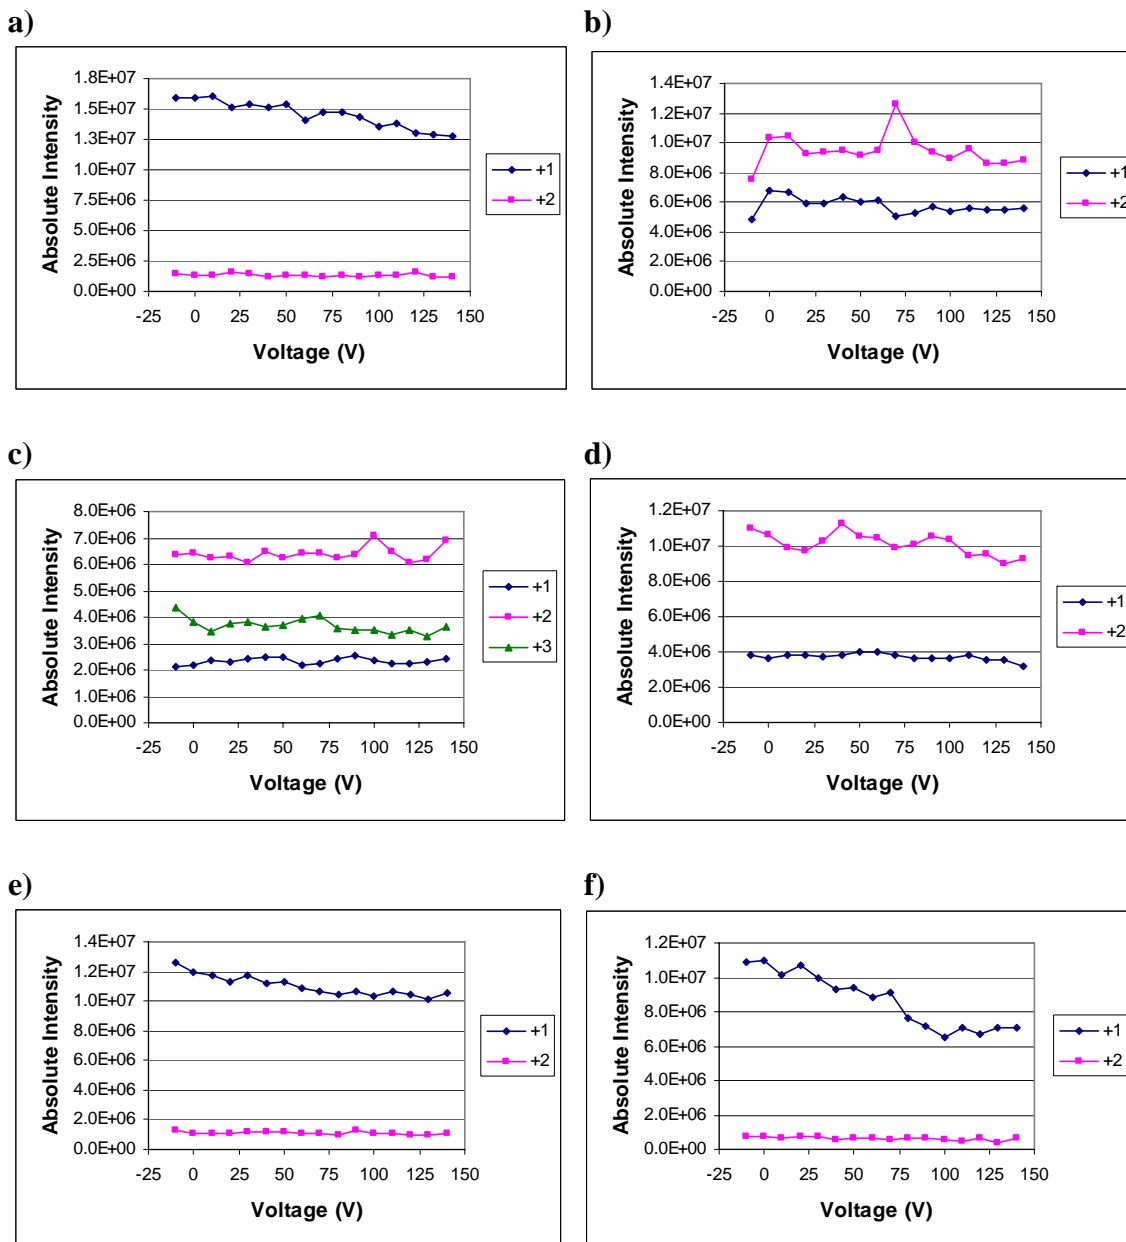 a)
1.8E+07
1.5E+07
1.3E+07
1.0E+07
7.5E+06
5.0E+06
2.5E+06
0.0E+00
-25 0 25 50 75 100 125 150
Absolute Intensity
Voltage (V)
+1
+2
b)
1.4E+07
1.2E+07
1.0E+07
8.0E+06
6.0E+06
4.0E+06
2.0E+06
0.0E+00
-25 0 25 50 75 100 125 150
Absolute Intensity
Voltage (V)
+1
+2
c)
8.0E+06
7.0E+06
6.0E+06
5.0E+06
4.0E+06
3.0E+06
2.0E+06
1.0E+06
0.0E+00
-25 0 25 50 75 100 125 150
Absolute Intensity
Voltage (V)
+1
+2
+3
d)
1.2E+07
1.0E+07
8.0E+06
6.0E+06
4.0E+06
2.0E+06
0.0E+00
-25 0 25 50 75 100 125 150
Absolute Intensity
Voltage (V)
+1
+2
e)
1.4E+07
1.2E+07
1.0E+07
8.0E+06
6.0E+06
4.0E+06
2.0E+06
0.0E+00
-25 0 25 50 75 100 125 150
Absolute Intensity
Voltage (V)
+1
+2
f)
1.2E+07
1.0E+07
8.0E+06
6.0E+06
4.0E+06
2.0E+06
0.0E+00
-25 0 25 50 75 100 125 150
Absolute Intensity
Voltage (V)
+1
+2